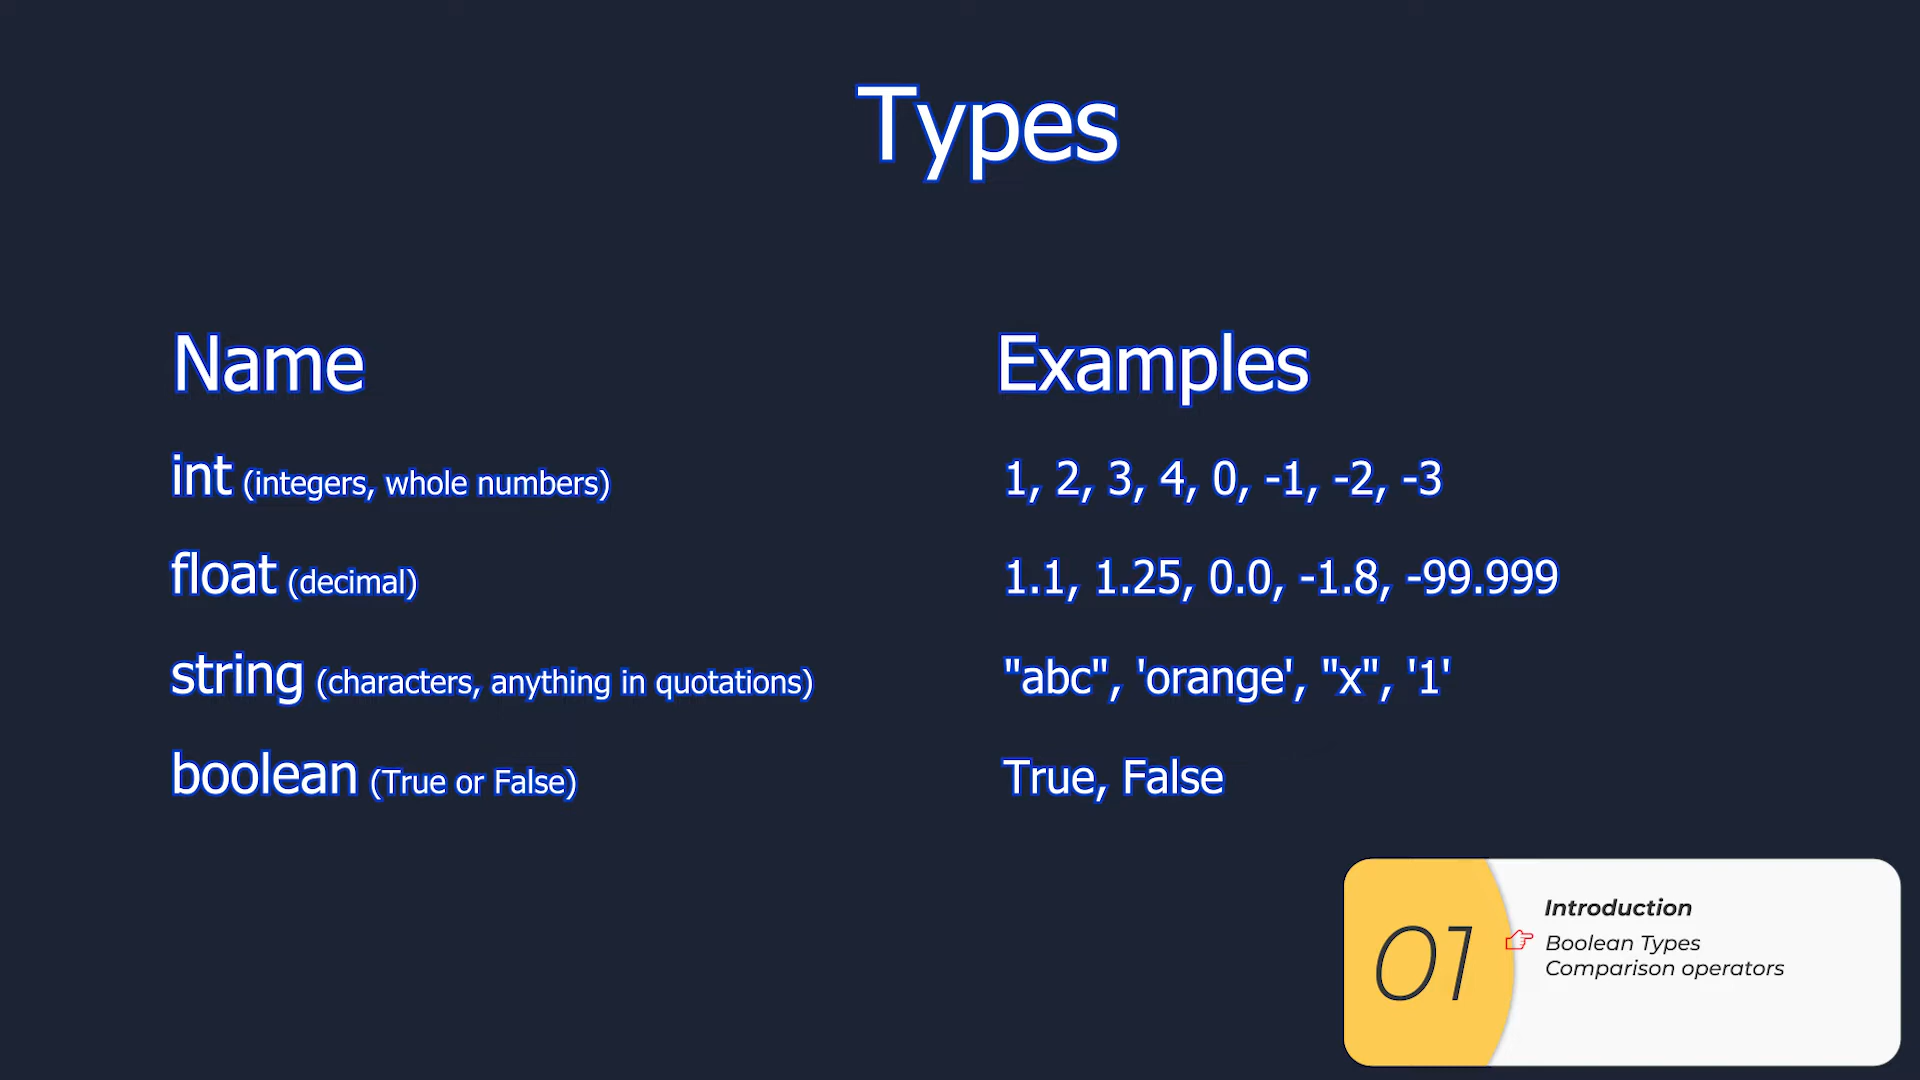 Types
Name Examples
int (integers, whole numbers) 1, 2, 3, 4, 0, -1, -2, -3
float (decimal) 1.1, 1.25, 0.0, -1.8, -99.999
string (characters, anything in quotations) "abc", 'orange', "x", '1'
boolean (True or False) True, False
01
Introduction
Boolean Types
Comparison operators